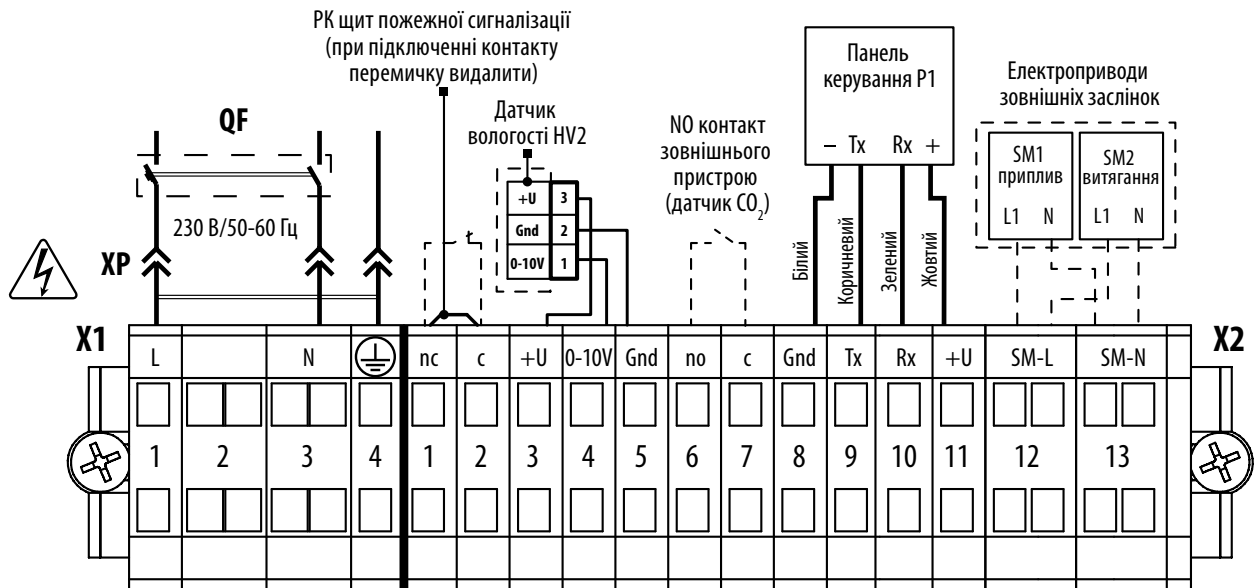 РК щит пожежної сигналізації
(при підключенні контакту
перемичку видалити)
QF
230 В/50-60 Гц
XP
Датчик
вологості HV2
+U 3
Gnd 2
0-10V 1
NO контакт
зовнішнього
пристрою
(датчик CO2)
Панель
керування P1
– Tx Rx +
Білий
Коричневий
Зелений
Жовтий
Електроприводи
зовнішніх заслінок
SM1
приплив
L1 N
SM2
витягання
L1 N
X1
X2
L N nc c +U 0-10V Gnd no c Gnd Tx Rx +U SM-L SM-N
1 2 3 4 1 2 3 4 5 6 7 8 9 10 11 12 13